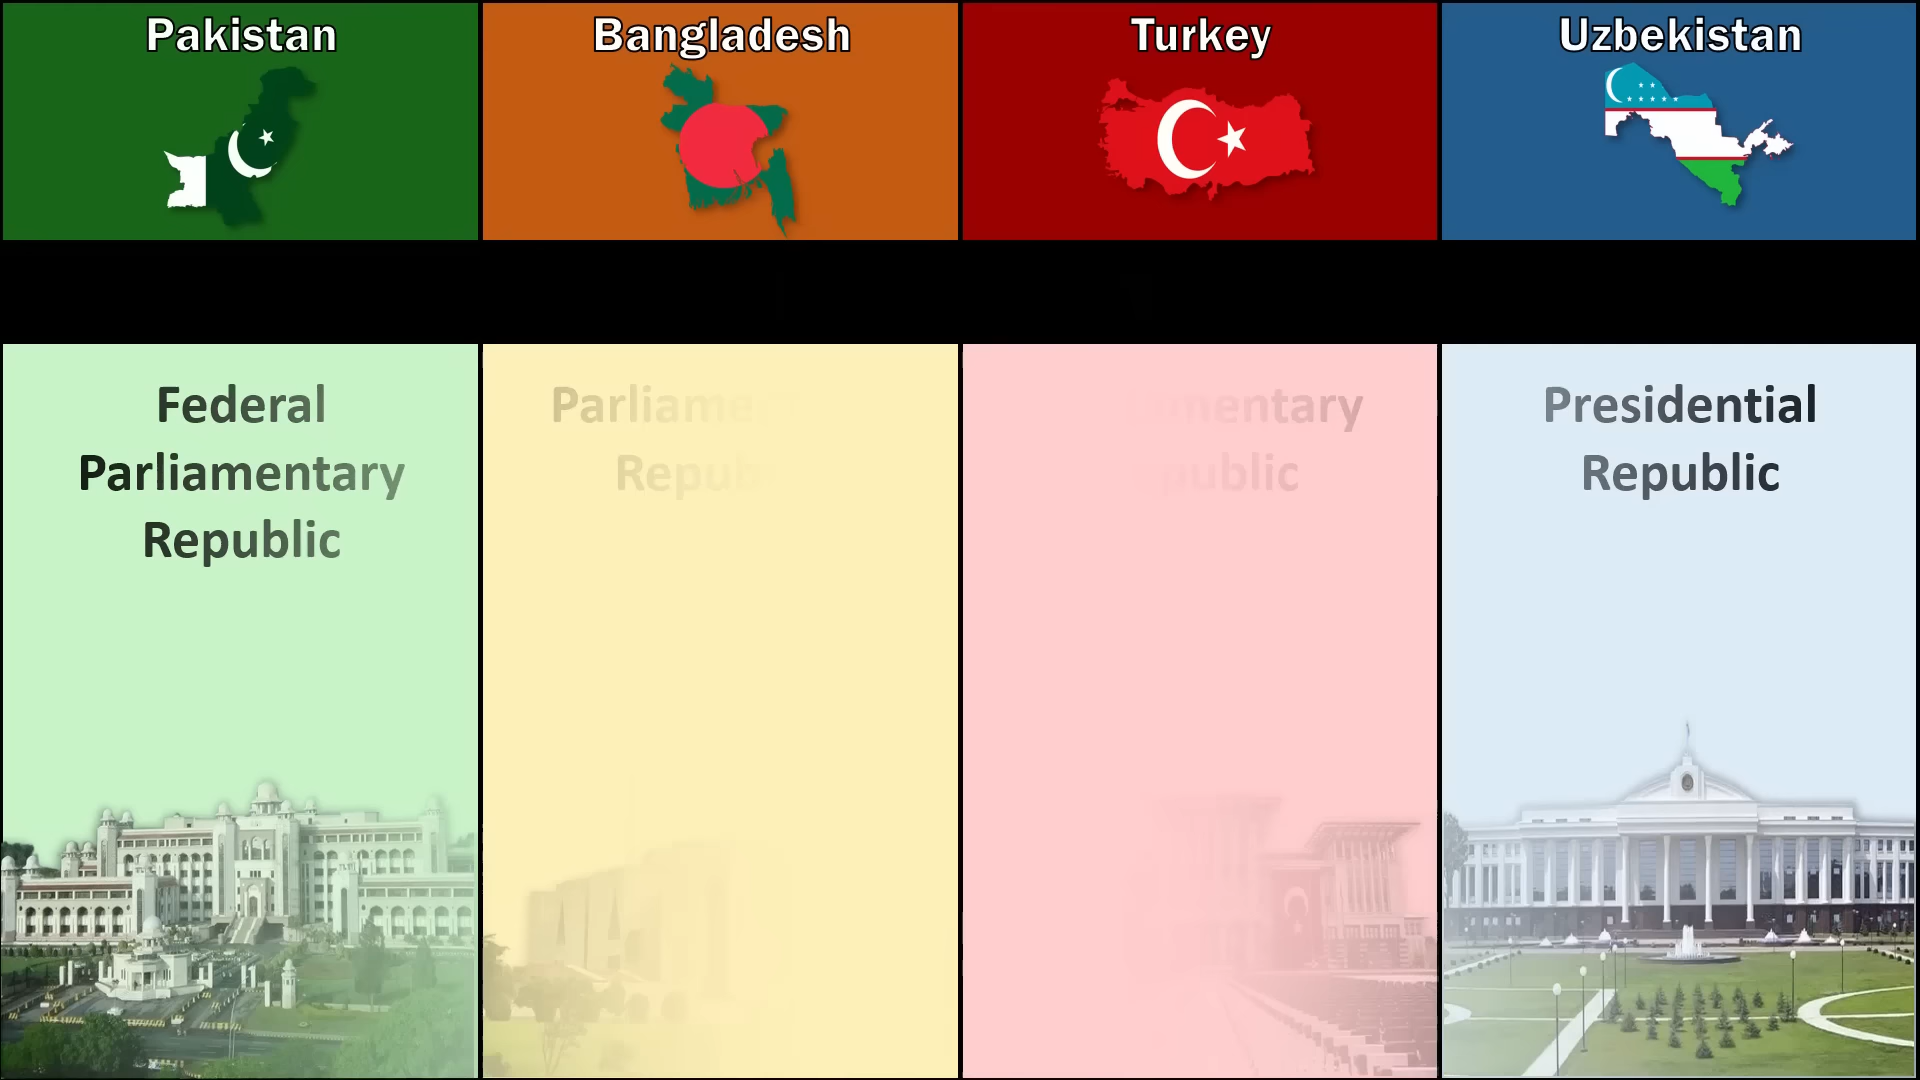 Pakistan
Bangladesh
Turkey
Uzbekistan
Federal
Parliamentary
Republic
Presidential
Republic